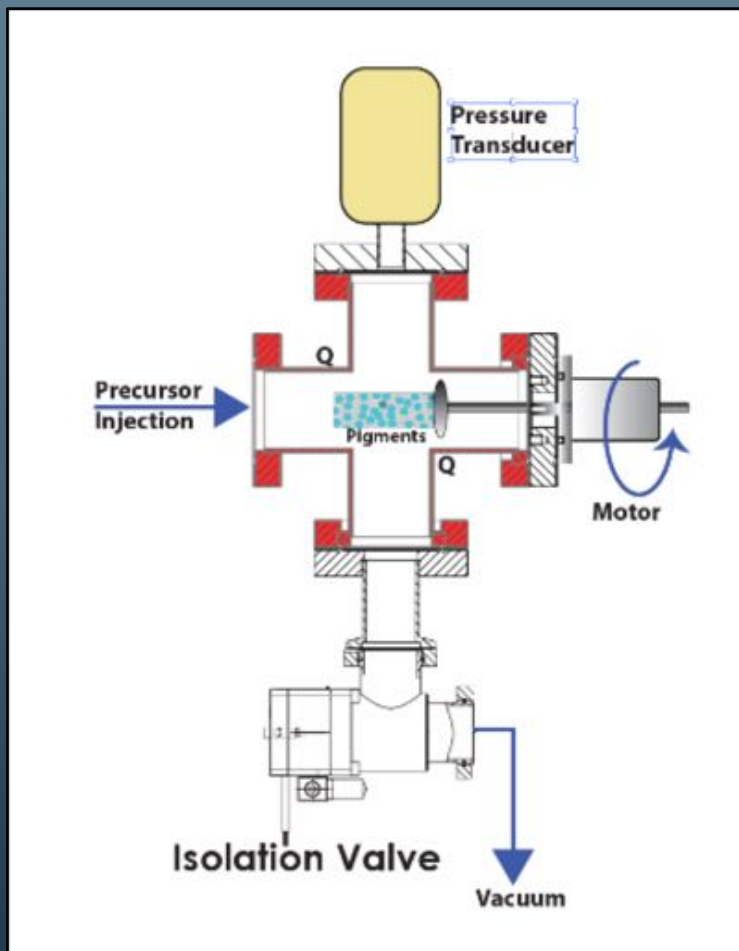 Pressure
Transducer
Q
Precursor
Injection
Pigments
Q
Motor
Isolation Valve
Vacuum